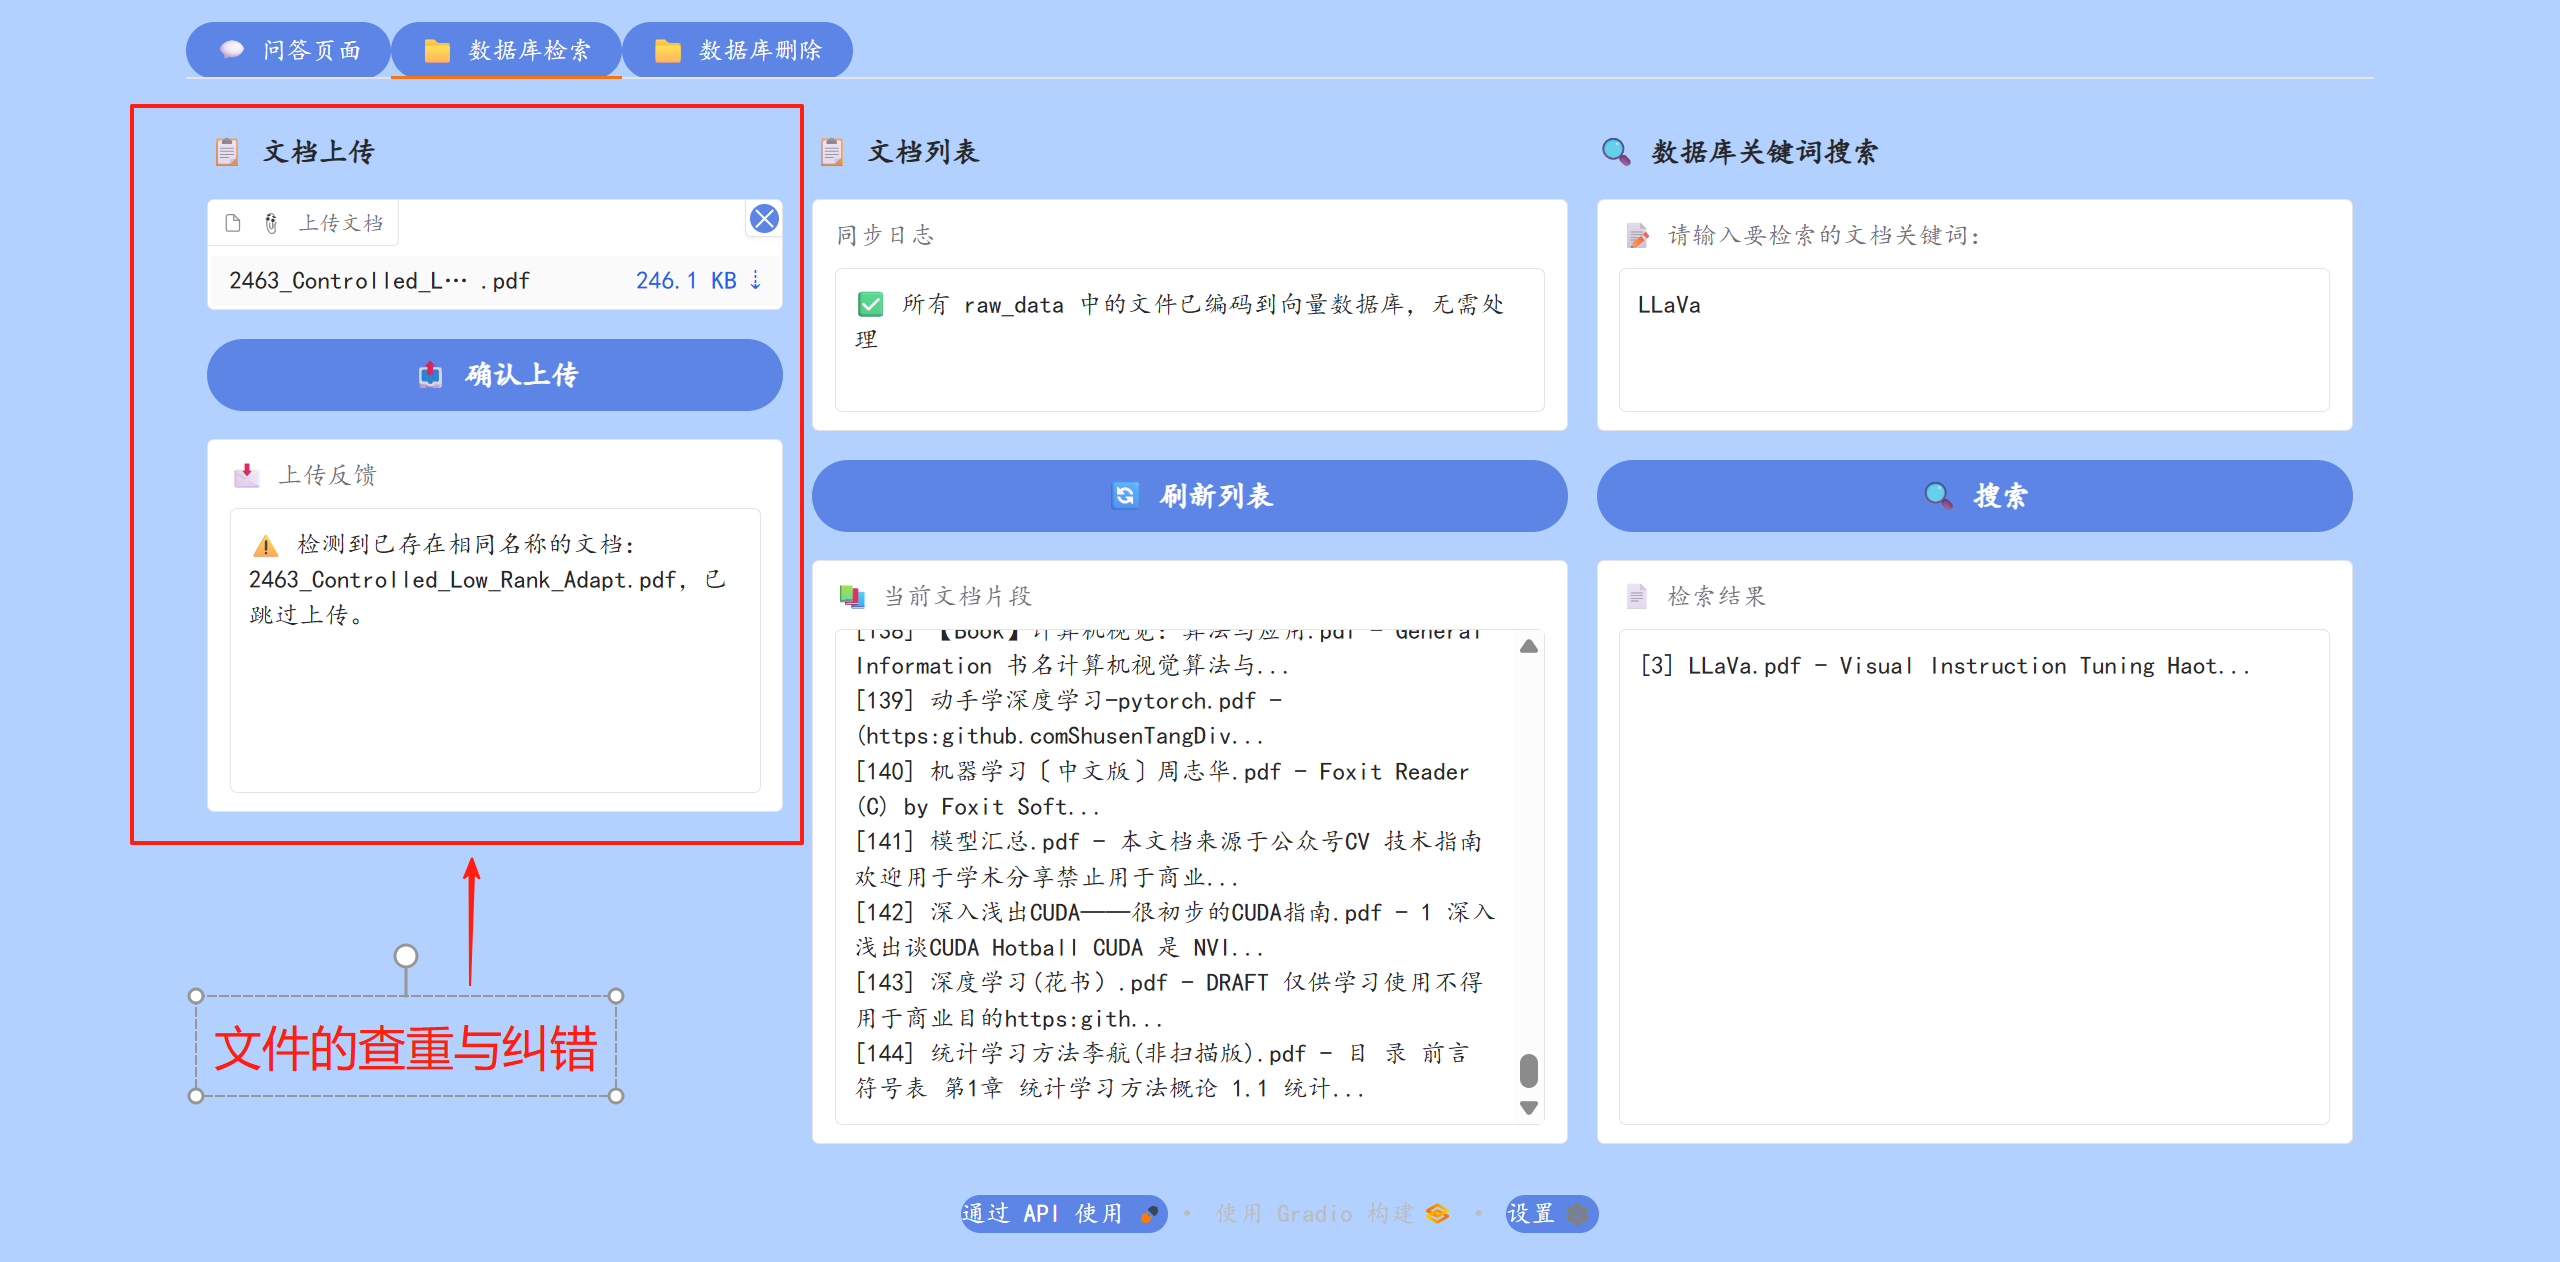 问答页面
数据库检索
数据库删除
文档上传
上传文档
2463_Controlled_L… .pdf
246.1 KB ⇣
确认上传
上传反馈
检测到已存在相同名称的文档：
2463_Controlled_Low_Rank_Adapt.pdf，已
跳过上传。
文件的查重与纠错
文档列表
同步日志
所有 raw_data 中的文件已编码到向量数据库，无需处
理
刷新列表
当前文档片段
[138] 【Book】计算机视觉：算法与应用.pdf - General
Information 书名计算机视觉算法与...
[139] 动手学深度学习-pytorch.pdf -
(https:github.comShusenTangDiv...
[140] 机器学习〔中文版〕周志华.pdf - Foxit Reader
(C) by Foxit Soft...
[141] 模型汇总.pdf - 本文档来源于公众号CV 技术指南
欢迎用于学术分享禁止用于商业...
[142] 深入浅出CUDA——很初步的CUDA指南.pdf - 1 深入
浅出谈CUDA Hotball CUDA 是 NVI...
[143] 深度学习(花书）.pdf - DRAFT 仅供学习使用不得
用于商业目的https:gith...
[144] 统计学习方法李航(非扫描版).pdf - 目 录 前言
符号表 第1章 统计学习方法概论 1.1 统计...
数据库关键词搜索
请输入要检索的文档关键词：
LLaVa
搜索
检索结果
[3] LLaVa.pdf - Visual Instruction Tuning Haot...
通过 API 使用
·
使用 Gradio 构建
·
设置